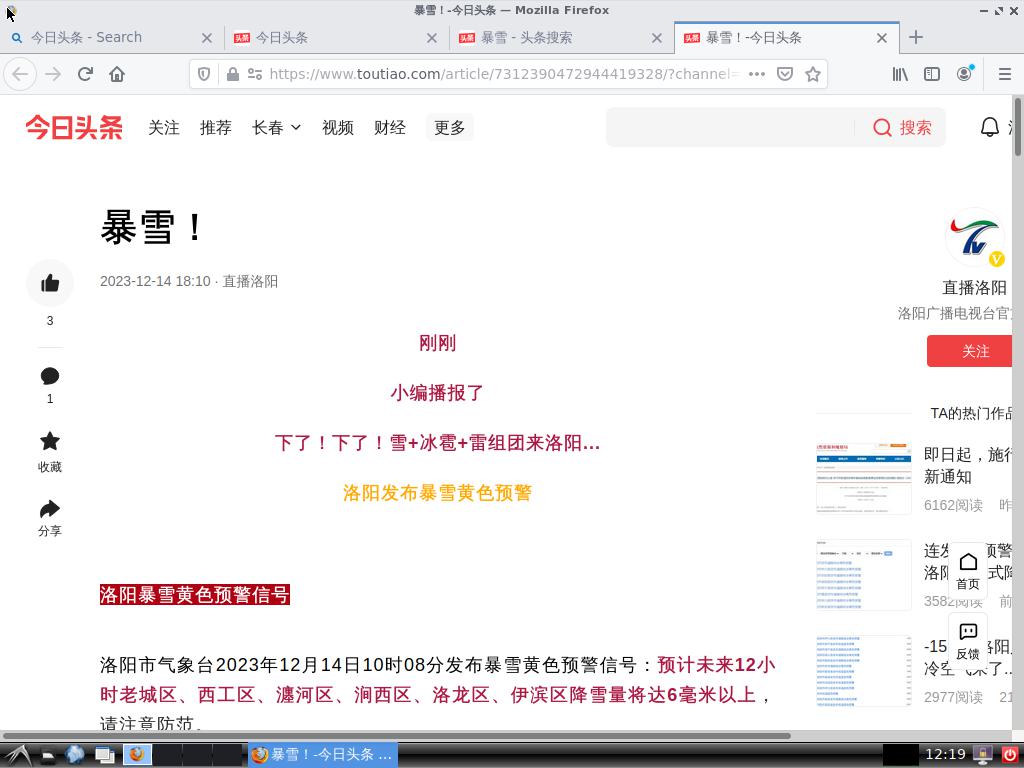 暴雪！-今日头条 — Mozilla Firefox
今日头条 - Search
今日头条
暴雪 - 头条搜索
暴雪！-今日头条
https://www.toutiao.com/article/7312390472944419328/?channel=
今日头条
关注
推荐
长春
视频
财经
更多
搜索
暴雪！
2023-12-14 18:10 · 直播洛阳
3
1
收藏
分享
刚刚
小编播报了
下了！下了！雪+冰雹+雷组团来洛阳...
洛阳发布暴雪黄色预警
洛阳暴雪黄色预警信号
洛阳市气象台2023年12月14日10时08分发布暴雪黄色预警信号：预计未来12小
时老城区、西工区、瀍河区、涧西区、洛龙区、伊滨区降雪量将达6毫米以上，
请注意防范。
直播洛阳
洛阳广播电视台官
关注
TA的热门作品
即日起，施行
新通知
6162阅读 昨
连发 预警
洛阳 式降
3582阅读 前
-15 洛阳
冷空气来了..
2977阅读 21
首页
反馈
暴雪！-今日头条 ...
12:19